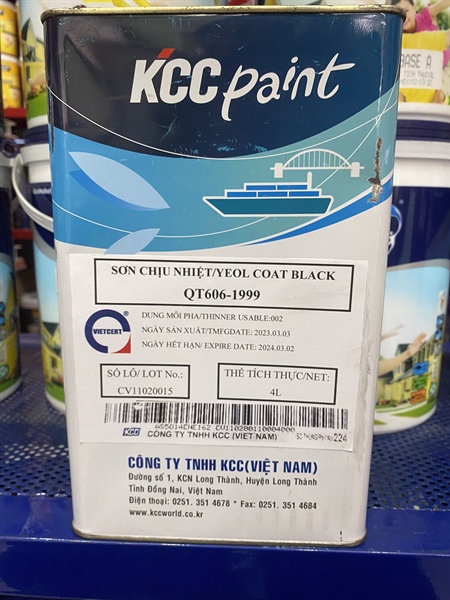 KCC paint
SƠN CHỊU NHIỆT/YEOL COAT BLACK
QT606-1999
VIETCERT
DUNG MÔI PHA/THINNER USABLE:002
NGÀY SẢN XUẤT/TMFGDATE: 2023.03.03
NGÀY HẾT HẠN/ EXPIRE DATE: 2024.03.02
SỐ LÔ/ LOT No.:
CV11020015
THỂ TÍCH THỰC/NET:
4L
KCC
CÔNG TY TNHH KCC (VIET NAM)
224
CÔNG TY TNHH KCC(VIỆT NAM)
Đường số 1, KCN Long Thành, Huyện Long Thành
Tỉnh Đồng Nai, Việt Nam
Điện thoại: 0251. 351 4678 * Fax: 0251. 351 4684
www.kccworld.co.kr
BASE A